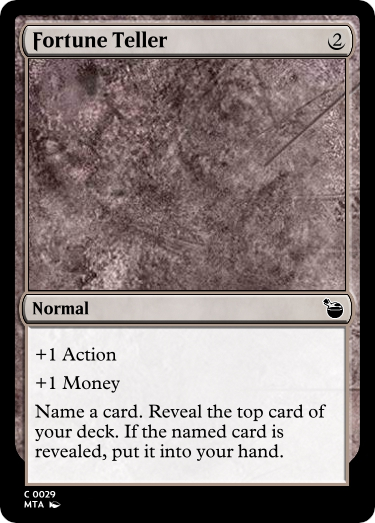 Fortune Teller 2
Normal
+1 Action
+1 Money
Name a card. Reveal the top card of
your deck. If the named card is
revealed, put it into your hand.
C 0029
MTA